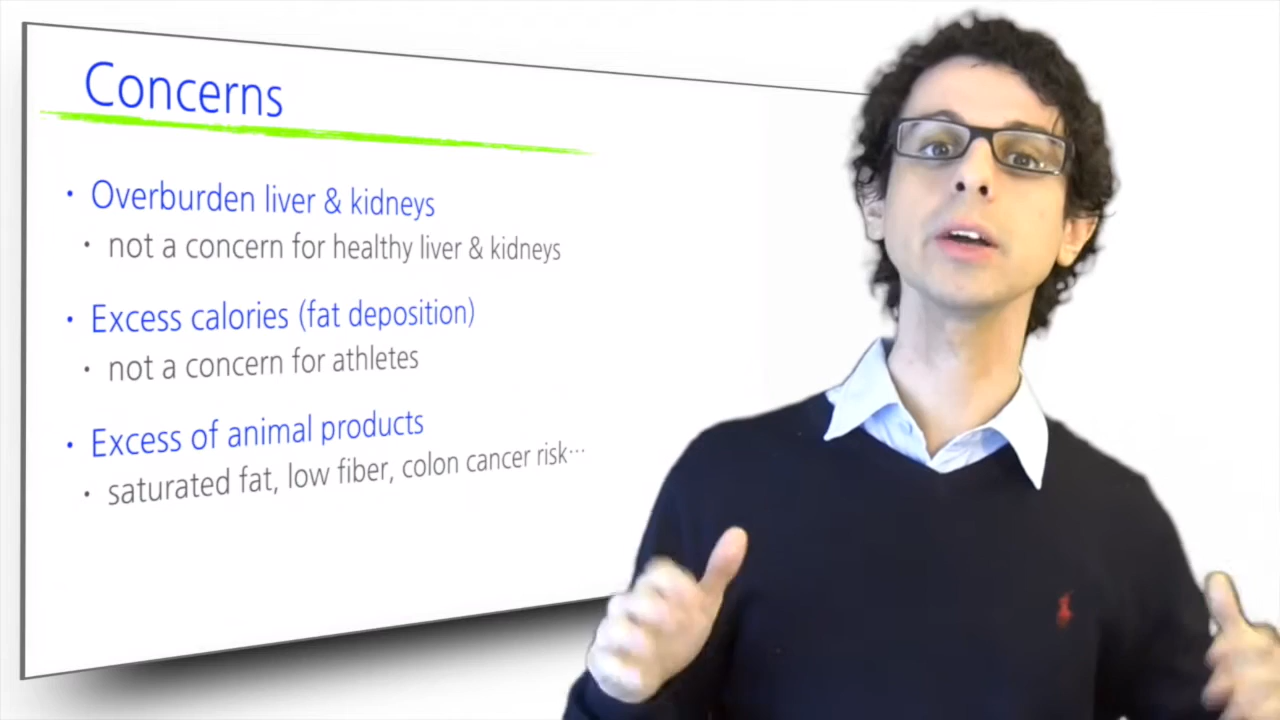 Concerns
• Overburden liver & kidneys
• not a concern for healthy liver & kidneys
• Excess calories (fat deposition)
• not a concern for athletes
• Excess of animal products
• saturated fat, low fiber, colon cancer risk…